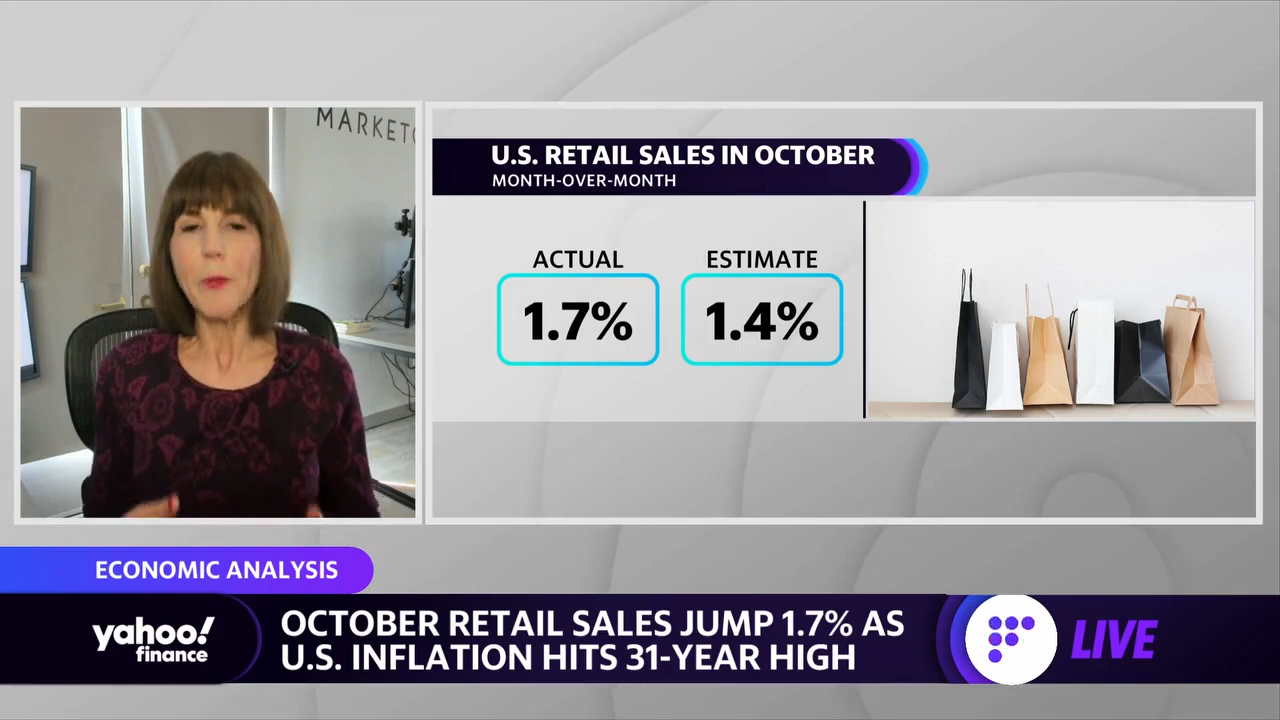 MARKETG
U.S. RETAIL SALES IN OCTOBER
MONTH-OVER-MONTH
ACTUAL
ESTIMATE
1.7%
1.4%
ECONOMIC ANALYSIS
yahoo!
finance
OCTOBER RETAIL SALES JUMP 1.7% AS
U.S. INFLATION HITS 31-YEAR HIGH
LIVE